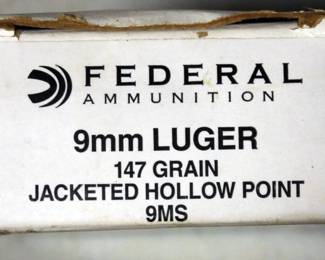 FEDERAL
AMMUNITION
9mm LUGER
147 GRAIN
JACKETED HOLLOW POINT
9MS